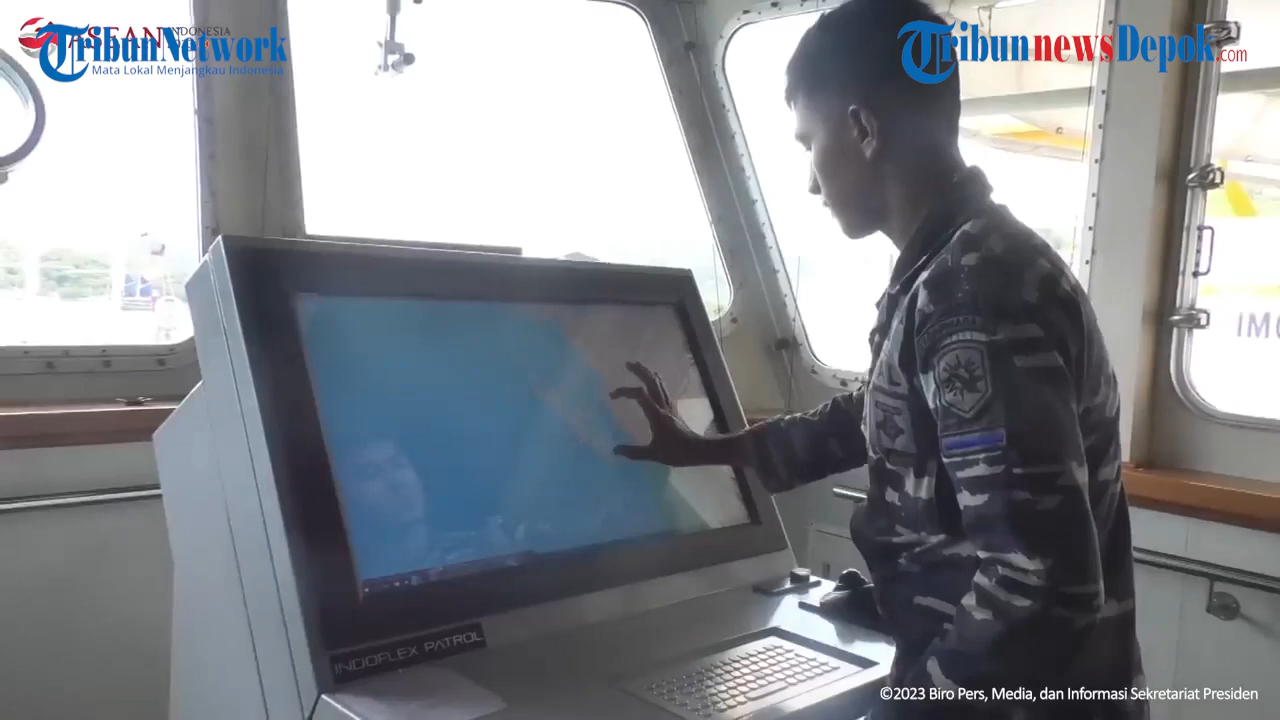 ASEAN INDONESIA
TribunNetwork
Mata Lokal Menjangkau Indonesia
TribunnewsDepok.com
INDOFLEX PATROL
©2023 Biro Pers, Media, dan Informasi Sekretariat Presiden